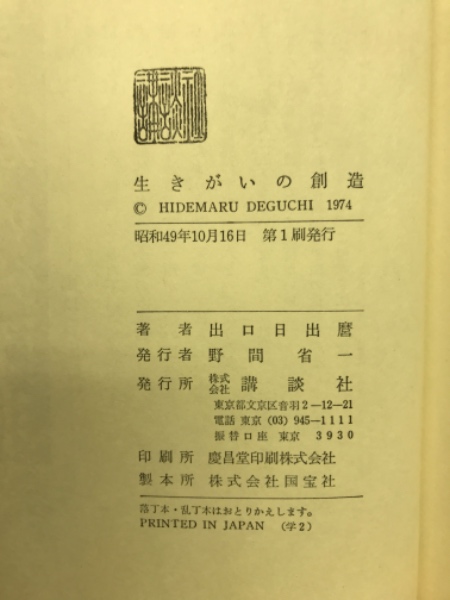 講談社
生きがいの創造
© HIDEMARU DEGUCHI 1974
昭和49年10月16日 第1刷発行
著者 出口日出麿
発行者 野間省一
発行所 株式会社 講談社
東京都文京区音羽2—12—21
電話 東京(03)945—1111
振替口座 東京 3930
印刷所 慶昌堂印刷株式会社
製本所 株式会社国宝社
落丁本・乱丁本はおとりかえします。
PRINTED IN JAPAN (学2)